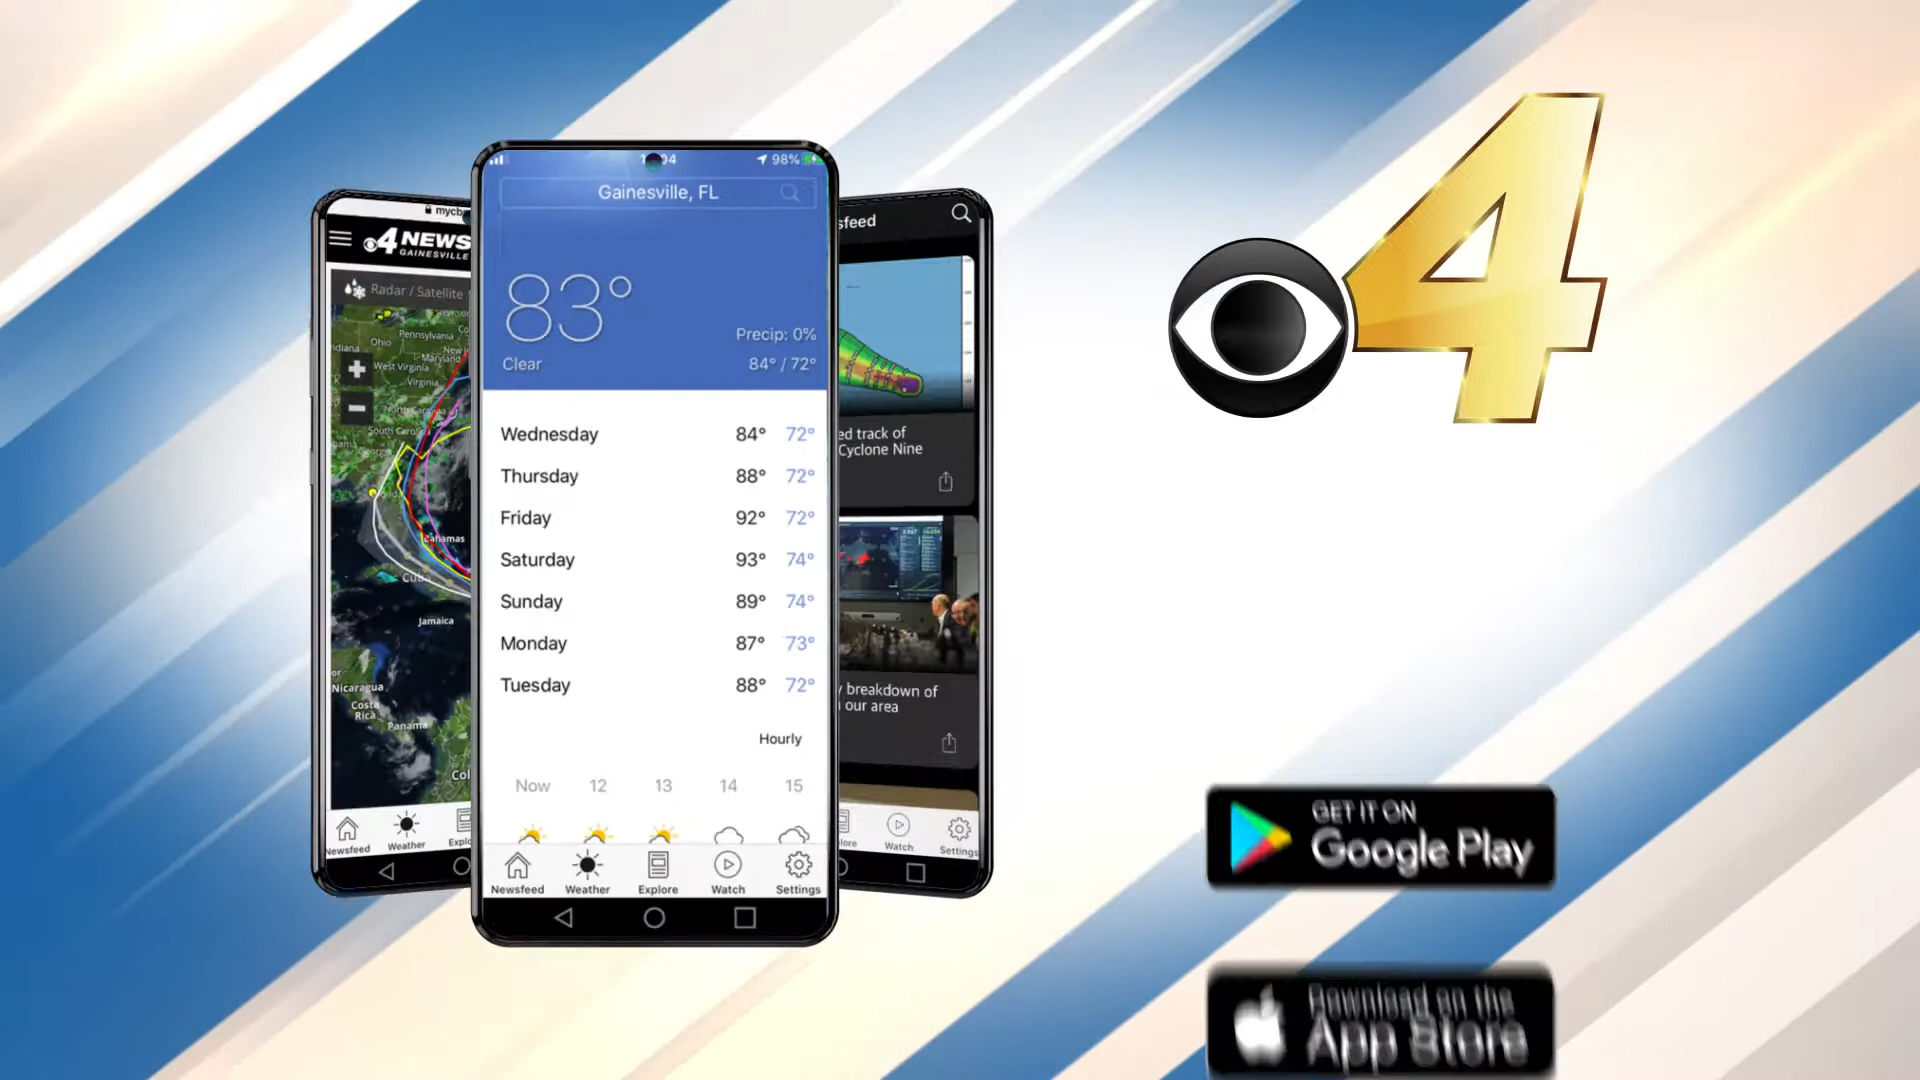 98%
Gainesville, FL
83°
Precip: 0%
Clear
84° / 72°
Wednesday 84° 72°
Thursday 88° 72°
Friday 92° 72°
Saturday 93° 74°
Sunday 89° 74°
Monday 87° 73°
Tuesday 88° 72°
Hourly
Now 12 13 14 15
Newsfeed Weather Explore Watch Settings
4 NEWS
GAINESVILLE
Radar / Satellite
Pennsylvania
Ohio
Maryland
West Virginia
Virginia
North Carolina
Bahamas
Cuba
Jamaica
Nicaragua
Costa
Rica
Panama
Newsfeed Weather
track of
Cyclone Nine
breakdown of
our area
Watch Settings
4
GET IT ON
Google Play
Download on the
App Store